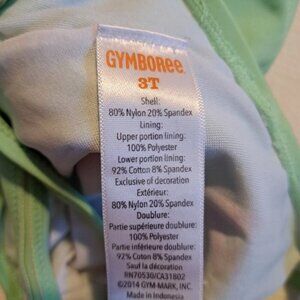 GYMBOREE
3T
Shell:
80% Nylon 20% Spandex
Lining:
Upper portion lining:
100% Polyester
Lower portion lining:
92% Cotton 8% Spandex
Exclusive of decoration
Extérieur:
80% Nylon 20% Spandex
Doublure:
Partie supérieure doublure:
100% Polyester
Partie inférieure doublure:
92% Coton 8% Spandex
Sauf la décoration
RN70530/CA31802
©2014 GYM-MARK, INC.
Made in Indonesia